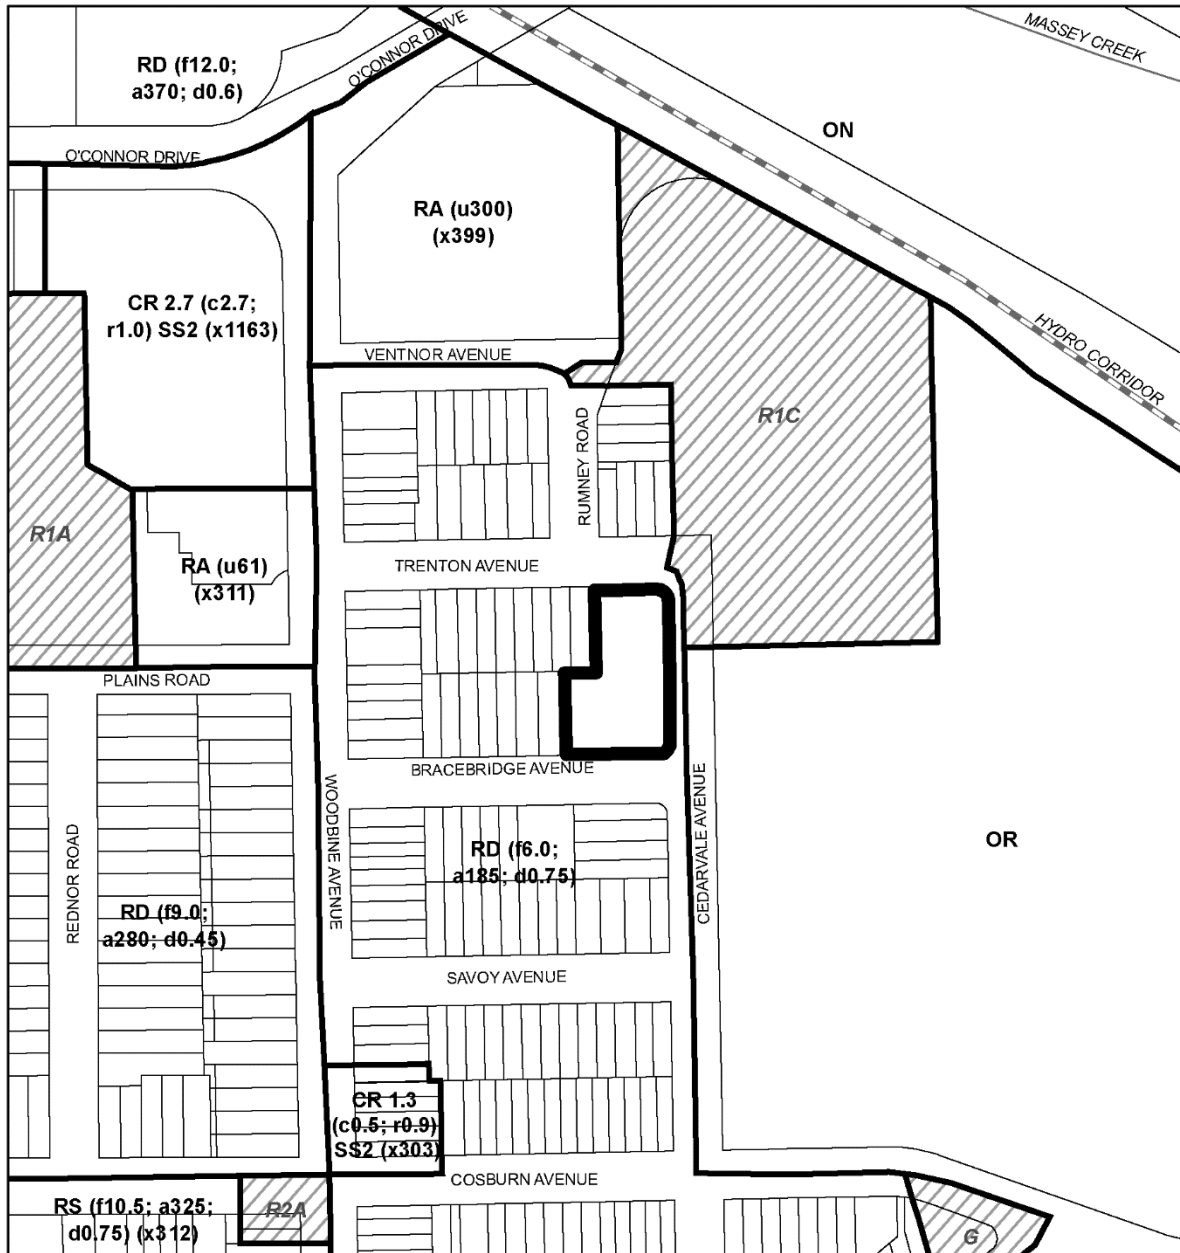 MASSEY CREEK
O'CONNOR DRIVE
RD (f12.0;
a370; d0.6)
ON
O'CONNOR DRIVE
RA (u300)
(x399)
CR 2.7 (c2.7;
r1.0) SS2 (x1163)
HYDRO CORRIDOR
VENTNOR AVENUE
R1C
RUMNEY ROAD
R1A
RA (u61)
(x311)
TRENTON AVENUE
PLAINS ROAD
BRACEBRIDGE AVENUE
WOODBINE AVENUE
CEDARVALE AVENUE
REDNOR ROAD
RD (f6.0;
a185; d0.75)
OR
RD (f9.0;
a280; d0.45)
SAVOY AVENUE
CR 1.3
(c0.5; r0.9)
SS2 (x303)
COSBURN AVENUE
RS (f10.5; a325;
d0.75) (x312)
R2A
G